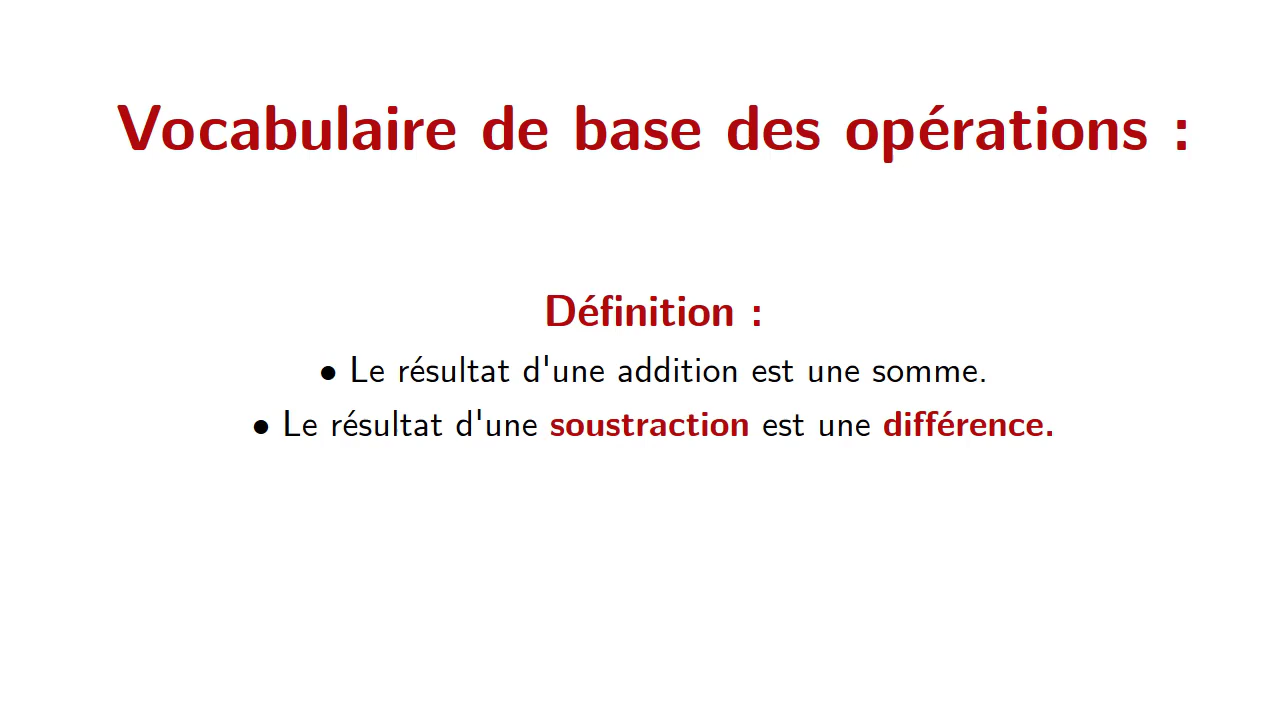 Vocabulaire de base des opérations :
Définition :
• Le résultat d'une addition est une somme.
• Le résultat d'une soustraction est une différence.